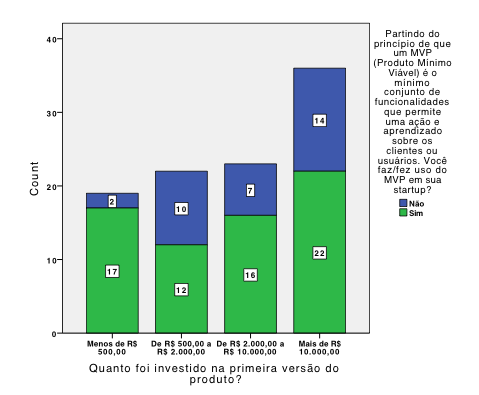 Partindo do
princípio de que
um MVP
(Produto Mínimo
Viável) é o
mínimo
conjunto de
funcionalidades
que permite
uma ação e
aprendizado
sobre os
clientes ou
usuários. Você
faz/fez uso do
MVP em sua
startup?
Não
Sim
Count
40
30
20
10
0
2
17
10
12
7
16
14
22
Menos de R$
500,00
De R$ 500,00 a
R$ 2.000,00
De R$ 2.000,00 a
R$ 10.000,00
Mais de R$
10.000,00
Quanto foi investido na primeira versão do
produto?